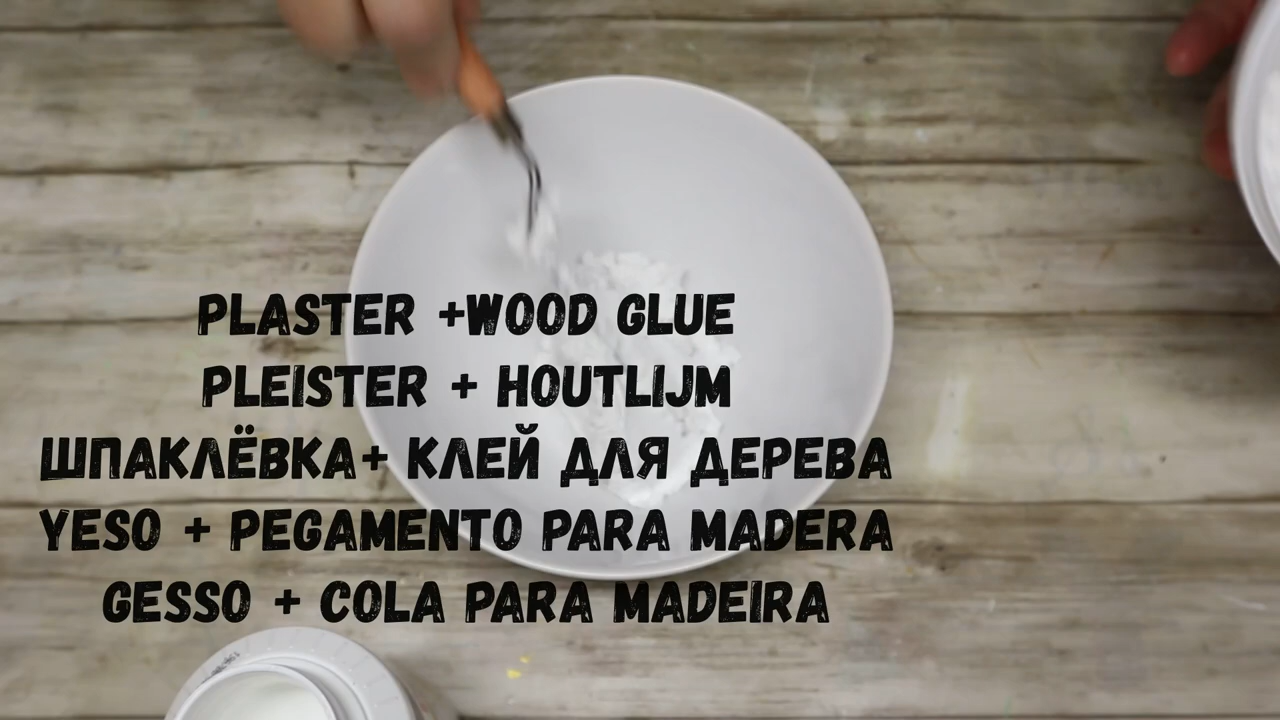 PLASTER +WOOD GLUE
PLEISTER + HOUTLIJM
ШПАКЛЁВКА+ КЛЕЙ ДЛЯ ДЕРЕВА
YESO + PEGAMENTO PARA MADERA
GESSO + COLA PARA MADEIRA